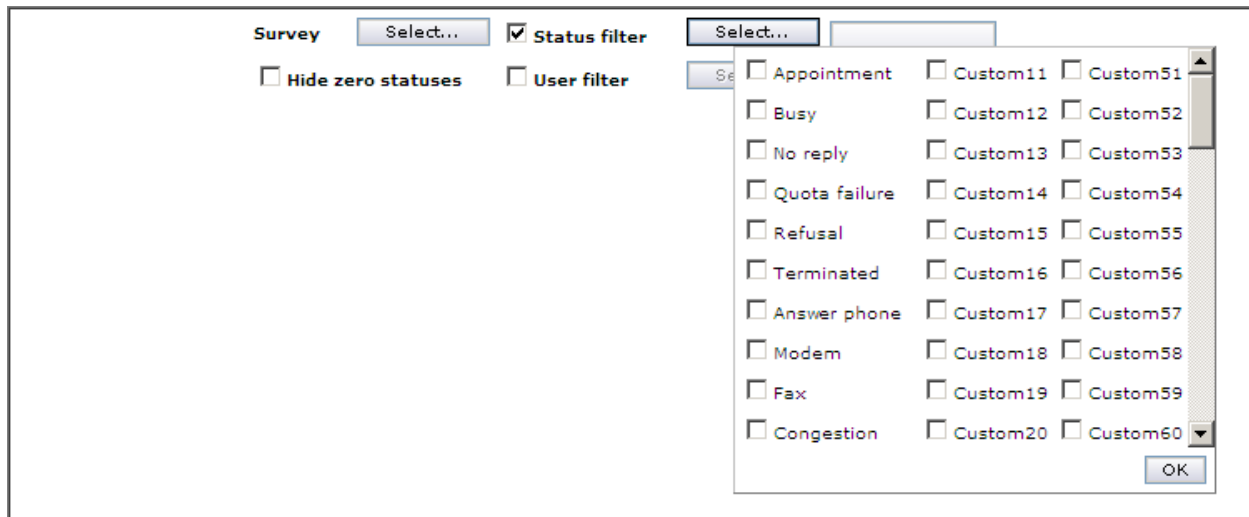 Survey Select... Status filter Select...
Hide zero statuses User filter Se
Appointment Custom11 Custom51
Busy Custom12 Custom52
No reply Custom13 Custom53
Quota failure Custom14 Custom54
Refusal Custom15 Custom55
Terminated Custom16 Custom56
Answer phone Custom17 Custom57
Modem Custom18 Custom58
Fax Custom19 Custom59
Congestion Custom20 Custom60
OK